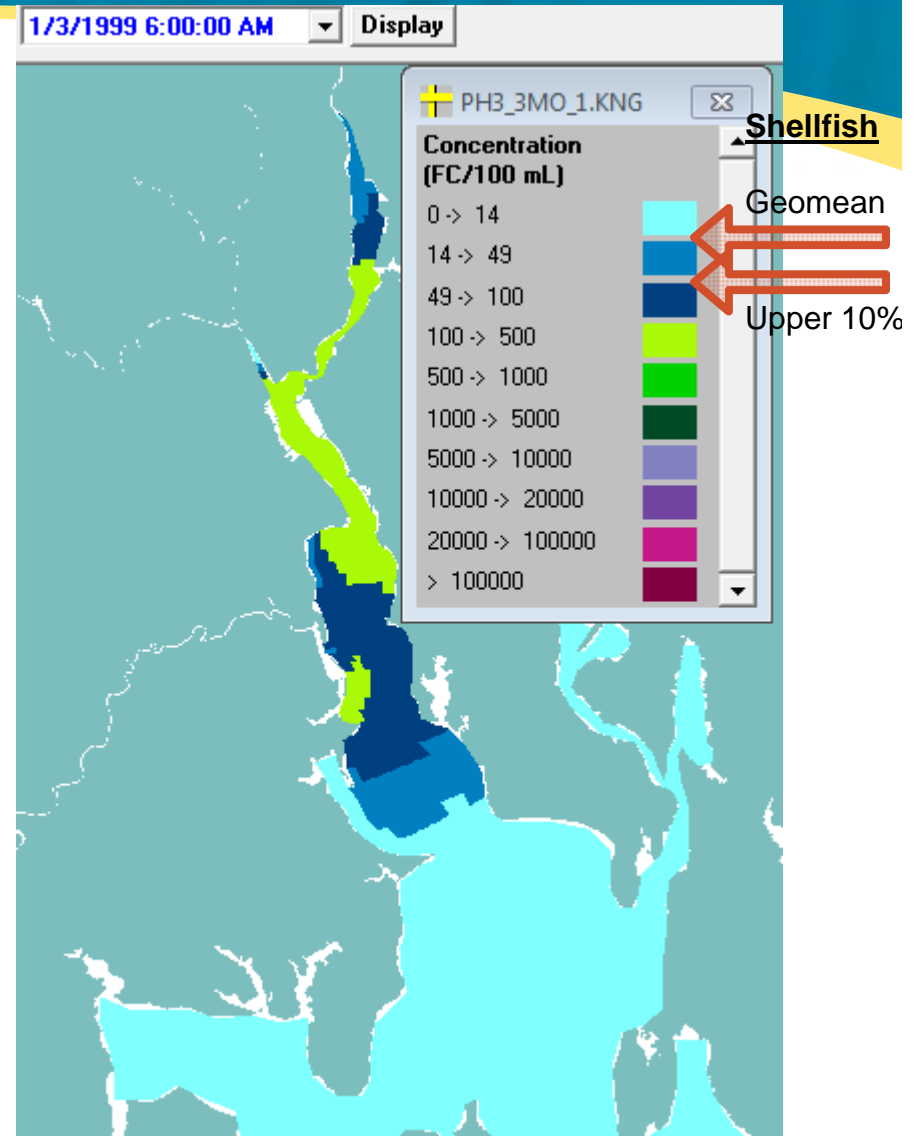 1/3/1999 6:00:00 AM Display
PH3_3MO_1.KNG
Shellfish
Concentration
(FC/100 mL)
0 -> 14
Geomean
14 -> 49
49 -> 100
Upper 10%
100 -> 500
500 -> 1000
1000 -> 5000
5000 -> 10000
10000 -> 20000
20000 -> 100000
> 100000